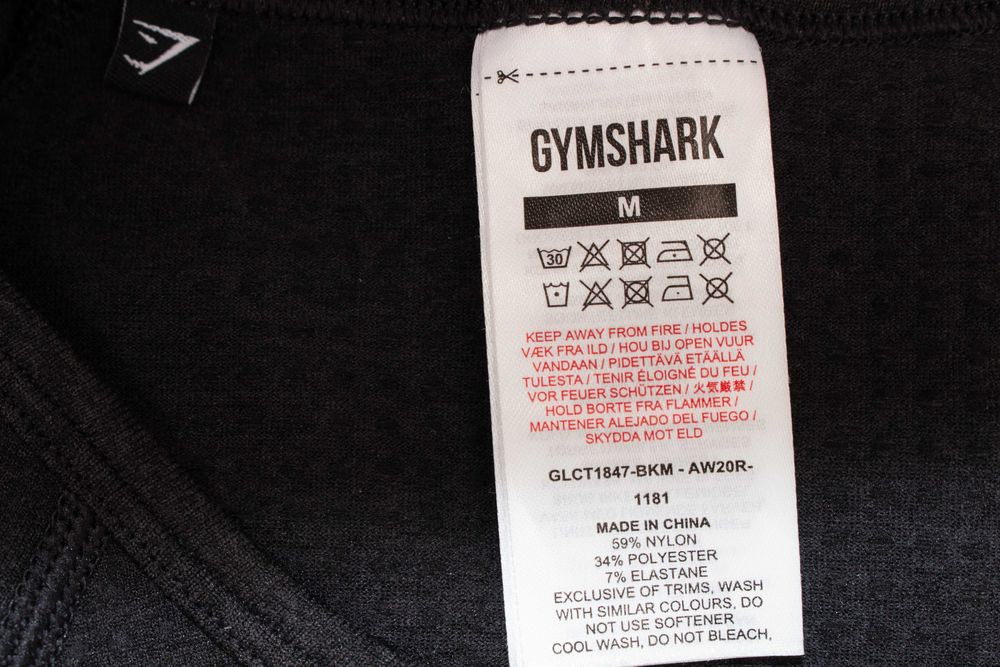 GYMSHARK
M
30
KEEP AWAY FROM FIRE / HOLDES
VÆK FRA ILD / HOU BIJ OPEN VUUR
VANDAAN / PIDETTÄVÄ ETÄÄLLÄ
TULESTA / TENIR ÉLOIGNÉ DU FEU /
VOR FEUER SCHÜTZEN / 火気厳禁 /
HOLD BORTE FRA FLAMMER /
MANTENER ALEJADO DEL FUEGO /
SKYDDA MOT ELD
GLCT1847-BKM - AW20R-
1181
MADE IN CHINA
59% NYLON
34% POLYESTER
7% ELASTANE
EXCLUSIVE OF TRIMS, WASH
WITH SIMILAR COLOURS, DO
NOT USE SOFTENER
COOL WASH, DO NOT BLEACH,